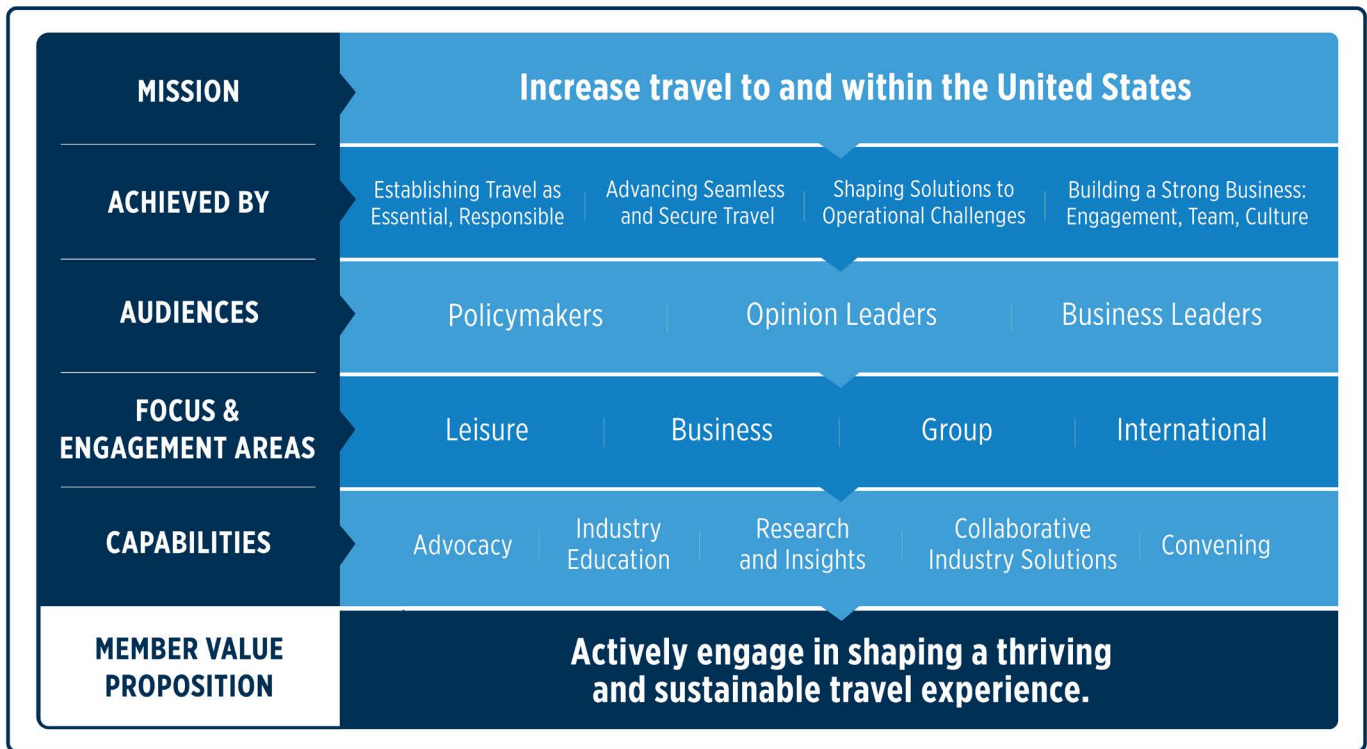 MISSION
Increase travel to and within the United States
ACHIEVED BY
Establishing Travel as
Essential, Responsible
Advancing Seamless
and Secure Travel
Shaping Solutions to
Operational Challenges
Building a Strong Business:
Engagement, Team, Culture
AUDIENCES
Policymakers
Opinion Leaders
Business Leaders
FOCUS &
ENGAGEMENT AREAS
Leisure
Business
Group
International
CAPABILITIES
Advocacy
Industry
Education
Research
and Insights
Collaborative
Industry Solutions
Convening
MEMBER VALUE
PROPOSITION
Actively engage in shaping a thriving
and sustainable travel experience.